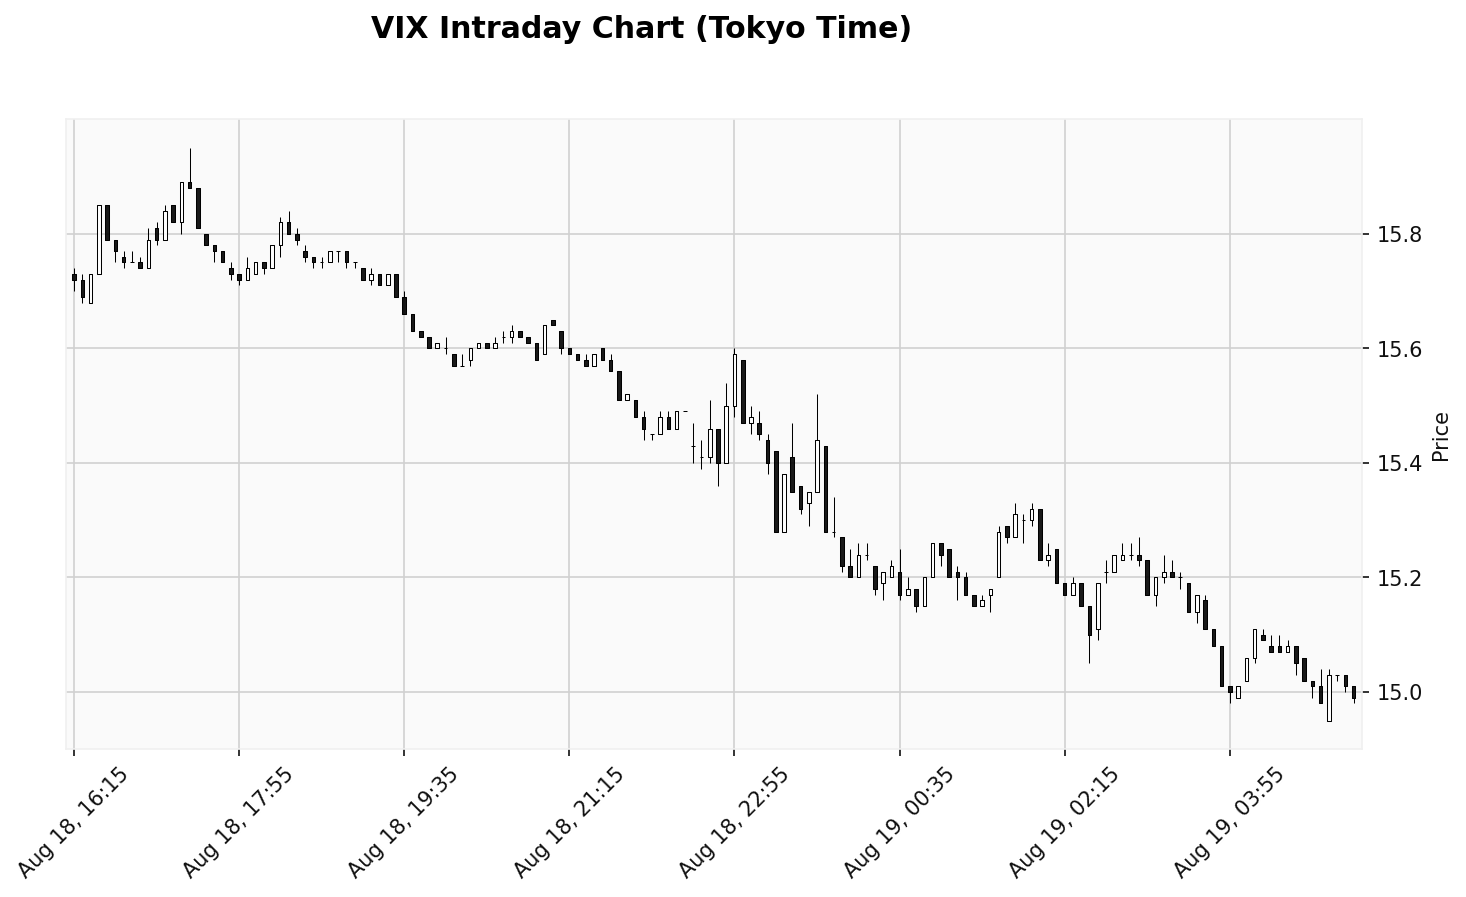 VIX Intraday Chart (Tokyo Time)
15.8
15.6
15.4
15.2
15.0
Price
Aug 18, 16:15
Aug 18, 17:55
Aug 18, 19:35
Aug 18, 21:15
Aug 18, 22:55
Aug 19, 00:35
Aug 19, 02:15
Aug 19, 03:55